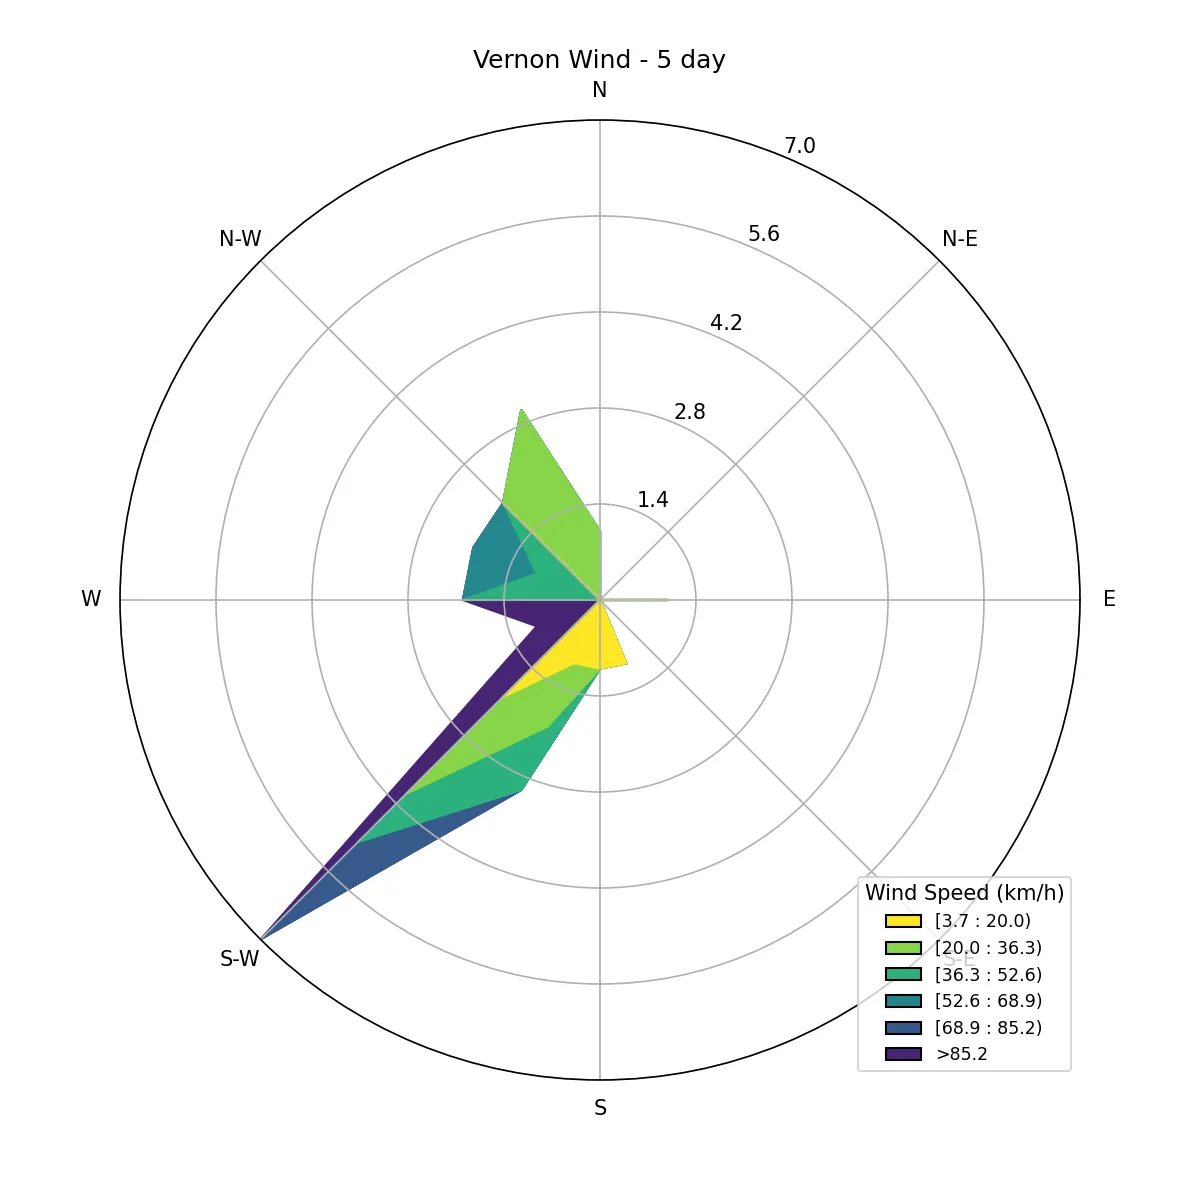 Vernon Wind - 5 day
N
7.0
N-W
5.6
N-E
4.2
2.8
1.4
W
E
S-W
S-E
S
Wind Speed (km/h)
[3.7 : 20.0)
[20.0 : 36.3)
[36.3 : 52.6)
[52.6 : 68.9)
[68.9 : 85.2)
>85.2